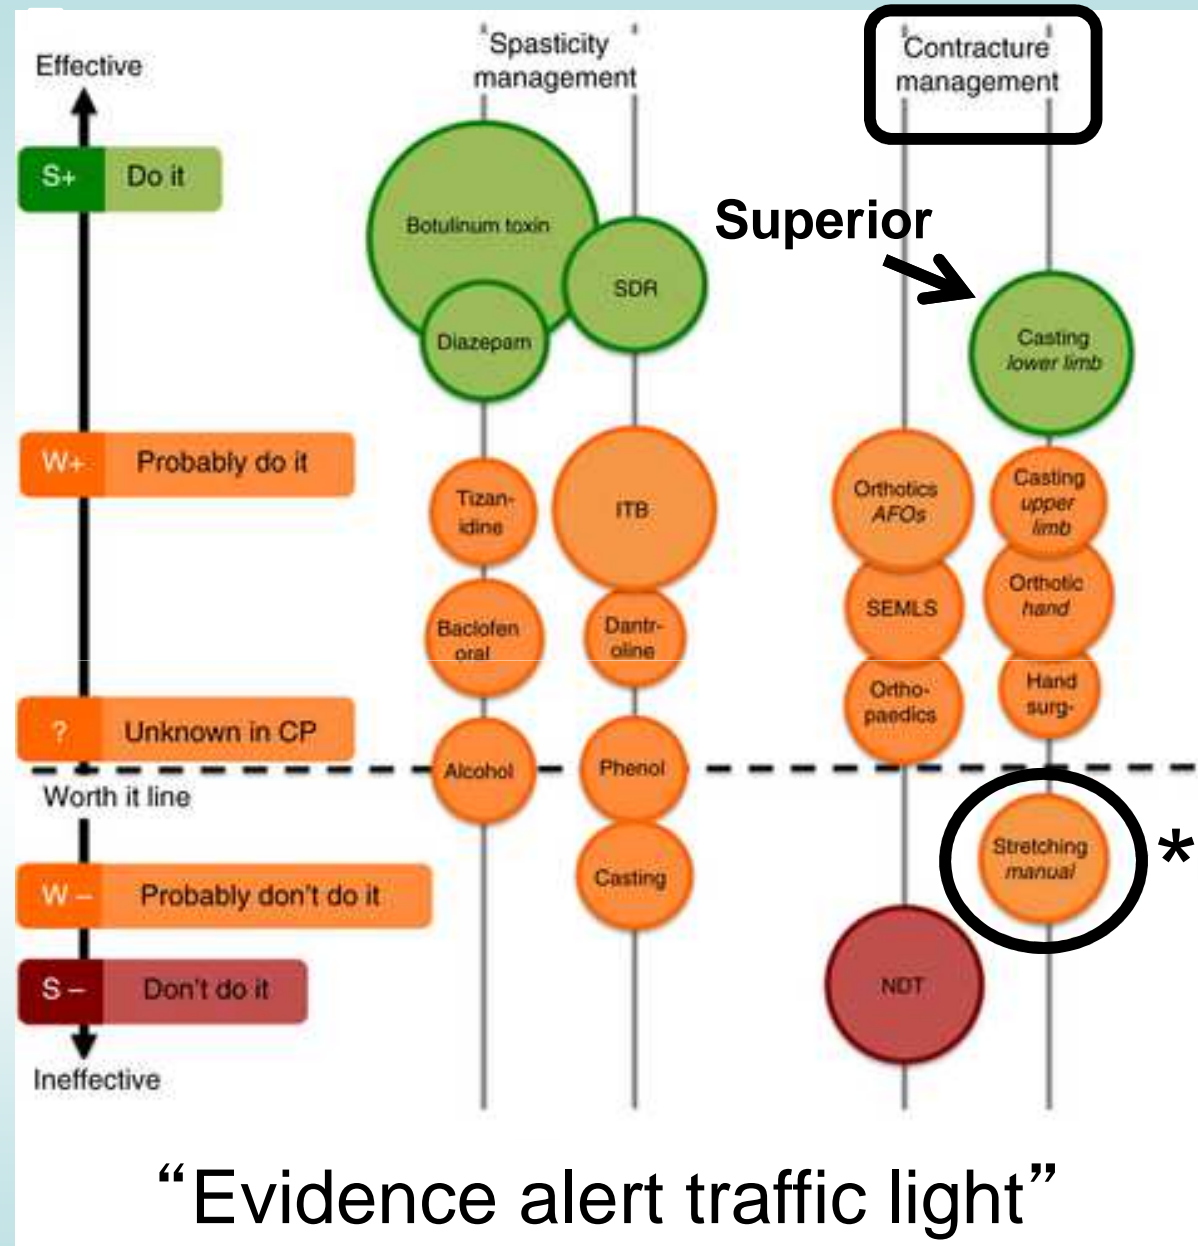 Effective
S+ Do it
W+ Probably do it
? Unknown in CP
Worth it line
W – Probably don't do it
S – Don't do it
Ineffective
Spasticity
management
Botulinum toxin
SDR
Diazepam
Tizan-
idine
ITB
Baclofen
oral
Dantr-
oline
Alcohol
Phenol
Casting
Contracture
management
Superior
Casting
lower limb
Orthotics
AFOs
Casting
upper
limb
SEMLS
Orthotic
hand
Ortho-
paedics
Hand
surg-
Stretching
manual
*
NDT
“Evidence alert traffic light”